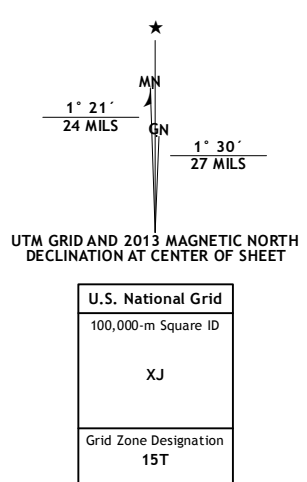 ★
MN
1° 21´
24 MILS
GN
1° 30´
27 MILS
UTM GRID AND 2013 MAGNETIC NORTH
DECLINATION AT CENTER OF SHEET
U.S. National Grid
100,000-m Square ID
XJ
Grid Zone Designation
15T